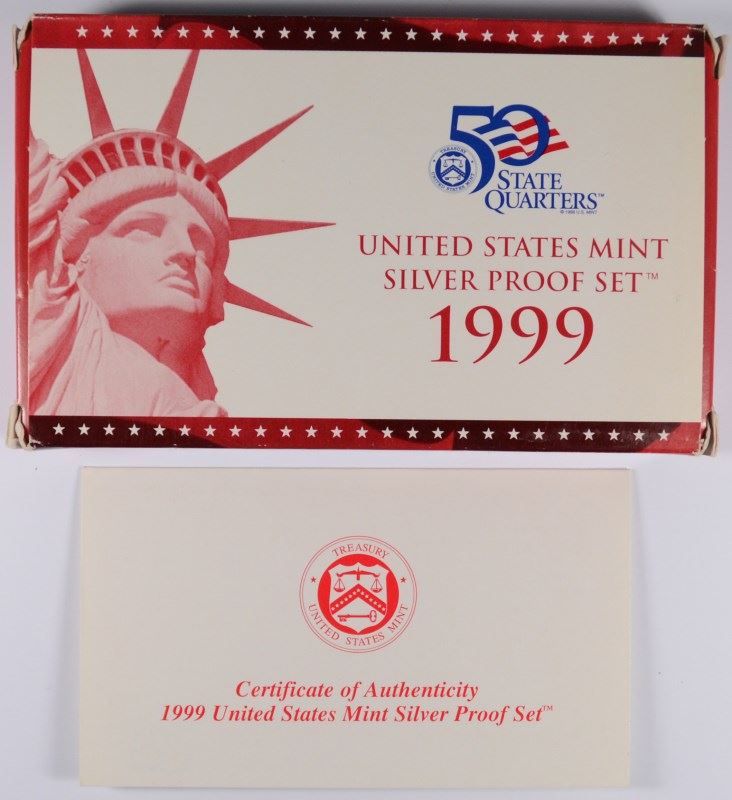 50
STATE
QUARTERS™
© 1998 U.S. MINT
TREASURY
UNITED STATES MINT
UNITED STATES MINT
SILVER PROOF SET™
1999
TREASURY
UNITED STATES MINT
Certificate of Authenticity
1999 United States Mint Silver Proof Set™